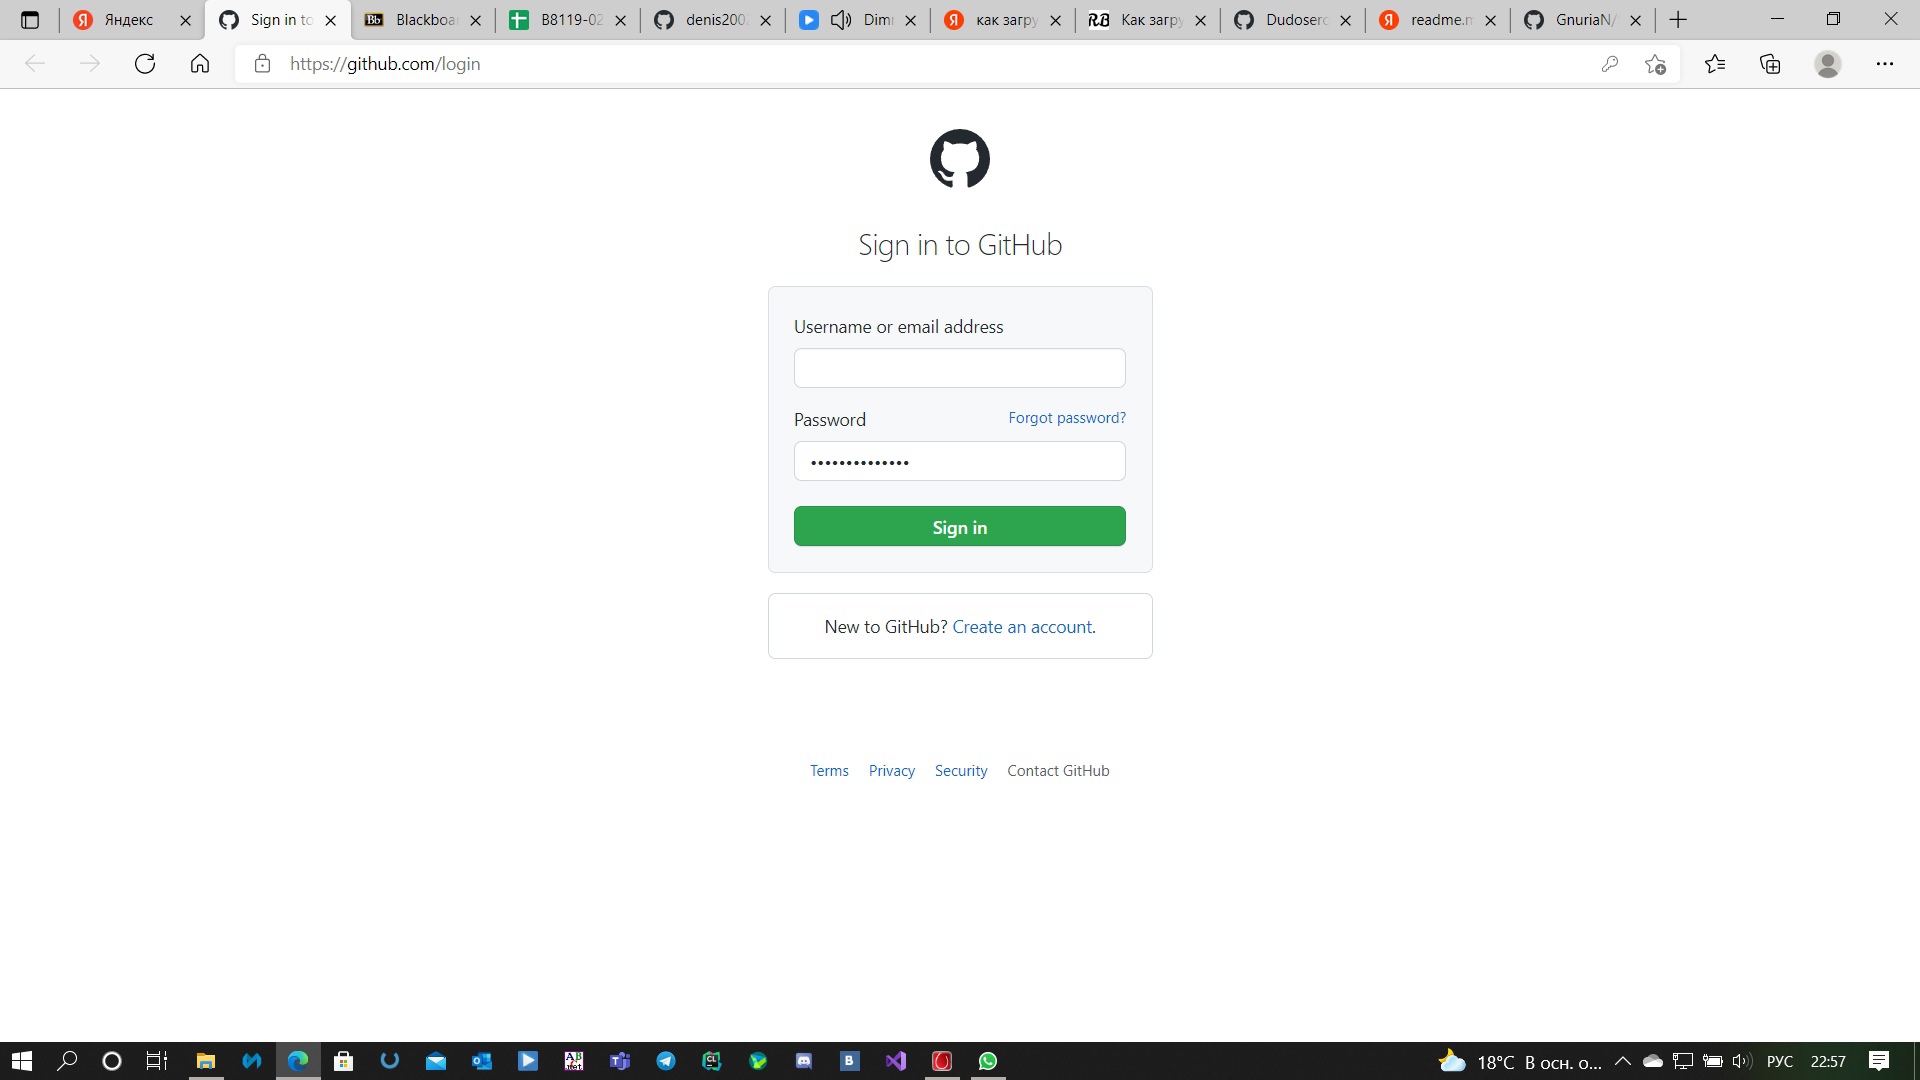 Яндекс
Sign in to
Blackboa
B8119-02
denis200
Dim
как загру
Как загру
Dudosero
readme.m
GnuriaN/
https://github.com/login
Sign in to GitHub
Username or email address
Password Forgot password?
••••••••••••••
Sign in
New to GitHub? Create an account.
Terms Privacy Security Contact GitHub
18°C В осн. о... РУС 22:57